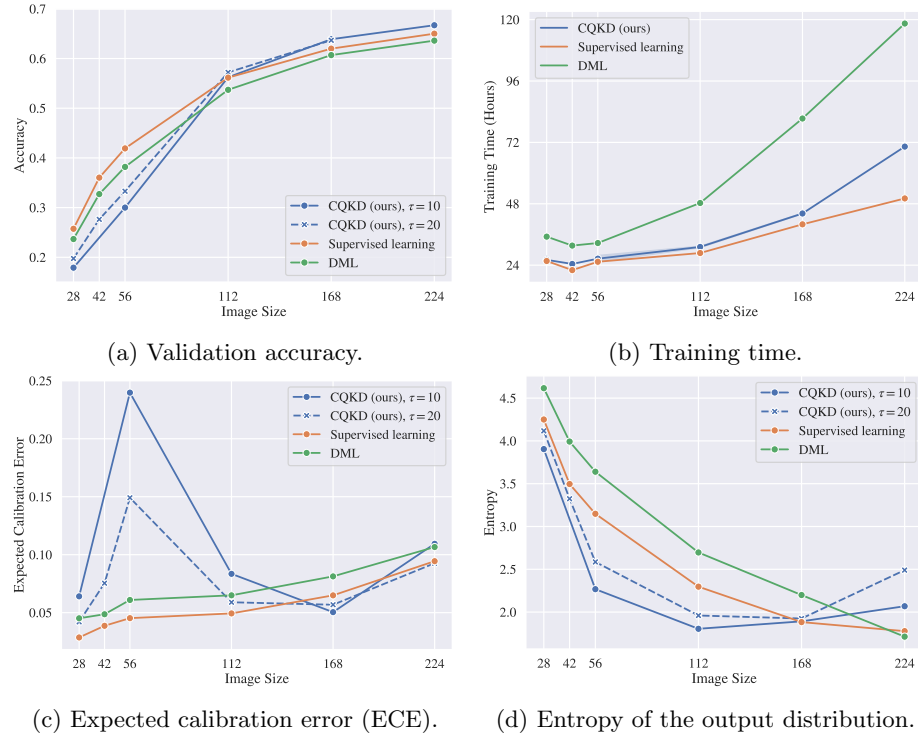 0.7
0.6
0.5
0.4
0.3
0.2
Accuracy
CQKD (ours), τ = 10
CQKD (ours), τ = 20
Supervised learning
DML
28 42 56 112 168 224
Image Size
(a) Validation accuracy.
120
96
72
48
24
Training Time (Hours)
CQKD (ours)
Supervised learning
DML
28 42 56 112 168 224
Image Size
(b) Training time.
0.25
0.20
0.15
0.10
0.05
Expected Calibration Error
CQKD (ours), τ = 10
CQKD (ours), τ = 20
Supervised learning
DML
28 42 56 112 168 224
Image Size
(c) Expected calibration error (ECE).
4.5
4.0
3.5
3.0
2.5
2.0
Entropy
CQKD (ours), τ = 10
CQKD (ours), τ = 20
Supervised learning
DML
28 42 56 112 168 224
Image Size
(d) Entropy of the output distribution.